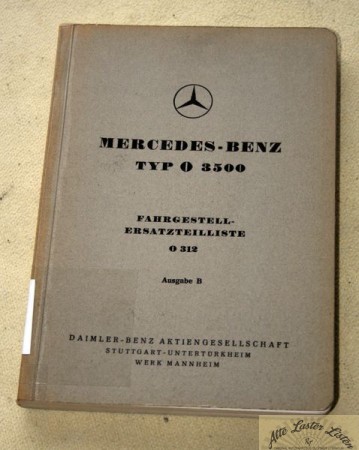 MERCEDES-BENZ
TYP O 3500
FAHRGESTELL-
ERSATZTEILLISTE
O 312
Ausgabe B
DAIMLER-BENZ AKTIENGESELLSCHAFT
STUTTGART-UNTERTÜRKHEIM
WERK MANNHEIM
Alte Laster Listen